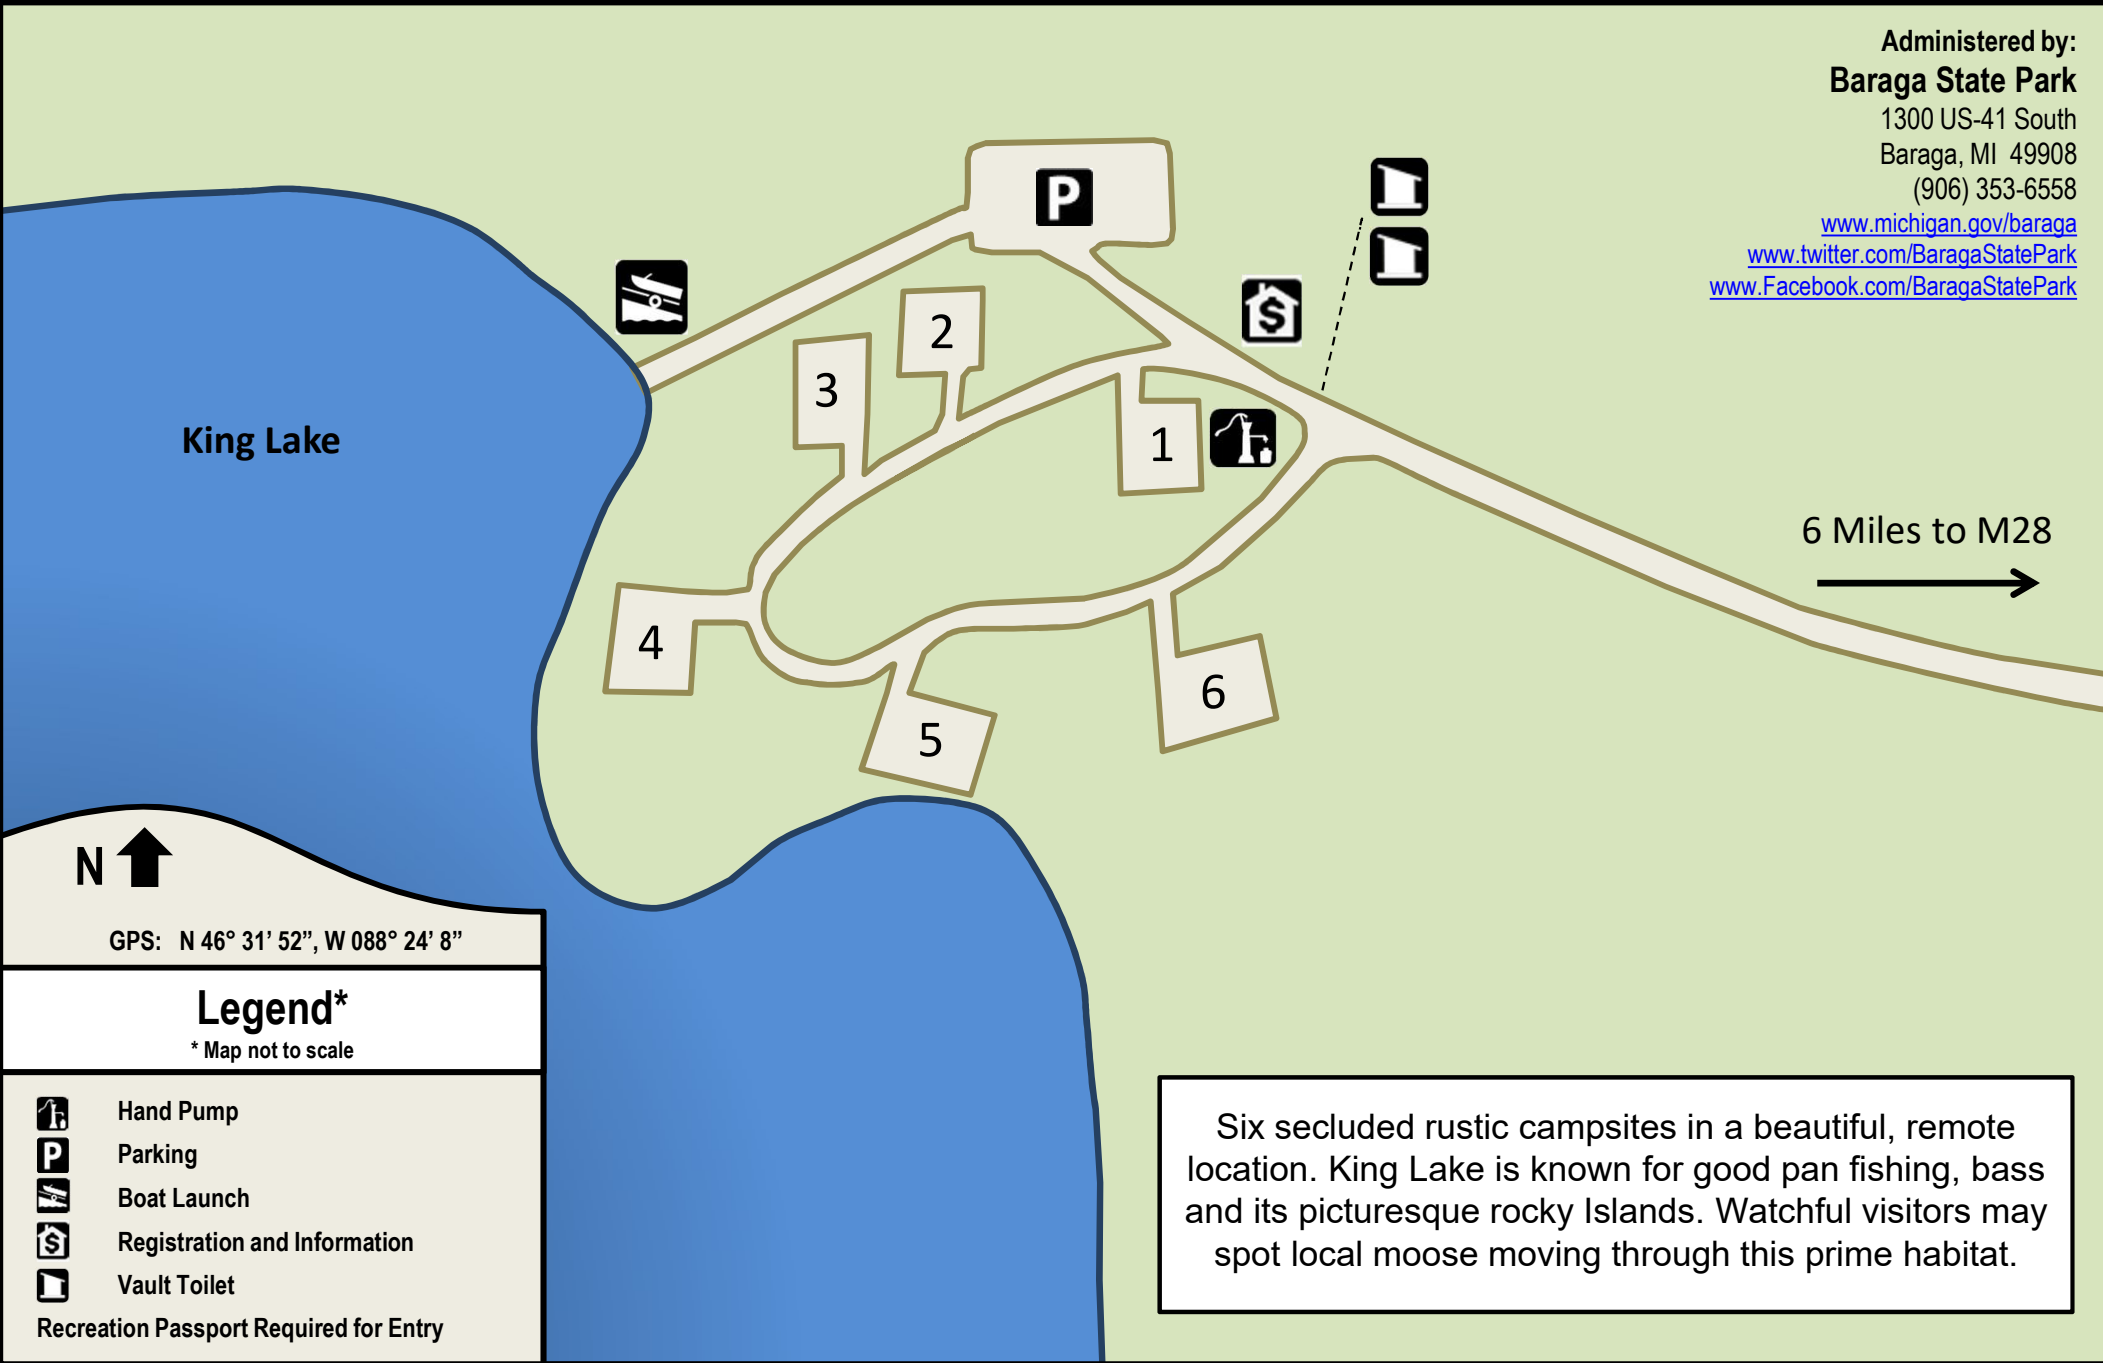 Administered by:
Baraga State Park
1300 US-41 South
Baraga, MI 49908
(906) 353-6558
www.michigan.gov/baraga
www.twitter.com/BaragaStatePark
www.Facebook.com/BaragaStatePark
P
2
3
1
King Lake
6 Miles to M28
4
6
5
N
GPS: N 46° 31’ 52”, W 088° 24’ 8”
Legend*
* Map not to scale
Hand Pump
P Parking
Boat Launch
$ Registration and Information
Vault Toilet
Recreation Passport Required for Entry
$
Six secluded rustic campsites in a beautiful, remote
location. King Lake is known for good pan fishing, bass
and its picturesque rocky Islands. Watchful visitors may
spot local moose moving through this prime habitat.